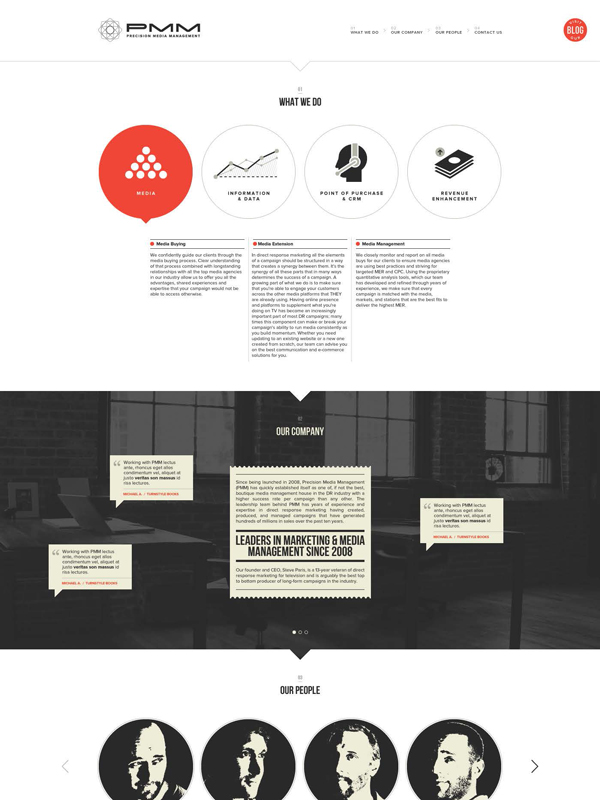 PMM
PRECISION MEDIA MANAGEMENT
01
WHAT WE DO
02
OUR COMPANY
03
OUR PEOPLE
04
CONTACT US
VISIT
BLOG
OUR
01
WHAT WE DO
MEDIA
INFORMATION
& DATA
POINT OF PURCHASE
& CRM
REVENUE
ENHANCEMENT
Media Buying
We confidently guide our clients through the
media buying process. Clear understanding
of that process combined with longstanding
relationships with all the top media agencies
in our industry allow us to offer you all the
advantages, shared experiences and
expertise that your campaign would not be
able to access otherwise.
Media Extension
In direct response marketing all the elements
of a campaign should be structured in a way
that creates a synergy between them. It's the
synergy of all these parts that in many ways
determines the success of a campaign. A
growing part of what we do is to make sure
that you're able to engage your customers
across the other media platforms that THEY
are already using. Having online presence
and platforms to supplement what you're
doing on TV has become an increasingly
important part of most DR campaigns; many
times this component can make or break your
campaign's ability to run media consistently as
you build momentum. Whether you need
updating to an existing website or a new one
created from scratch, our team can advise you
on the best communication and e-commerce
solutions for you.
Media Management
We closely monitor and report on all media
buys for our clients to ensure media agencies
are using best practices and striving for
targeted MER and CPC. Using the proprietary
quantitative analysis tools, which our team
has developed and refined through years of
experience, we make sure that every
campaign is matched with the media,
markets, and stations that are the best fits to
deliver the highest MER.
02
OUR COMPANY
Working with PMM lectus
ante, rhoncus eget alies
condimentum vel, aliquet at
justo veritas son massus id
risa lecturas.
MICHAEL A. / TURNSTYLE BOOKS
Since being launched in 2008, Precision Media Management
(PMM) has quickly established itself as one of, if not the best,
boutique media management house in the DR industry with a
higher success rate per campaign than any other. The
leadership team behind PMM has years of experience and
expertise in direct response marketing having created,
produced, and managed campaigns that have generated
hundreds of millions in sales over the past ten years.
LEADERS IN MARKETING & MEDIA
MANAGEMENT SINCE 2008
Our founder and CEO, Steve Paris, is a 13-year veteran of direct
response marketing for television and is arguably the best top
to bottom producer of long-form campaigns in the industry.
Working with PMM lectus
ante, rhoncus eget alies
condimentum vel, aliquet at
justo veritas son massus id
risa lecturas.
MICHAEL A. / TURNSTYLE BOOKS
Working with PMM lectus
ante, rhoncus eget alies
condimentum vel, aliquet at
justo veritas son massus id
risa lecturas.
MICHAEL A. / TURNSTYLE BOOKS
03
OUR PEOPLE